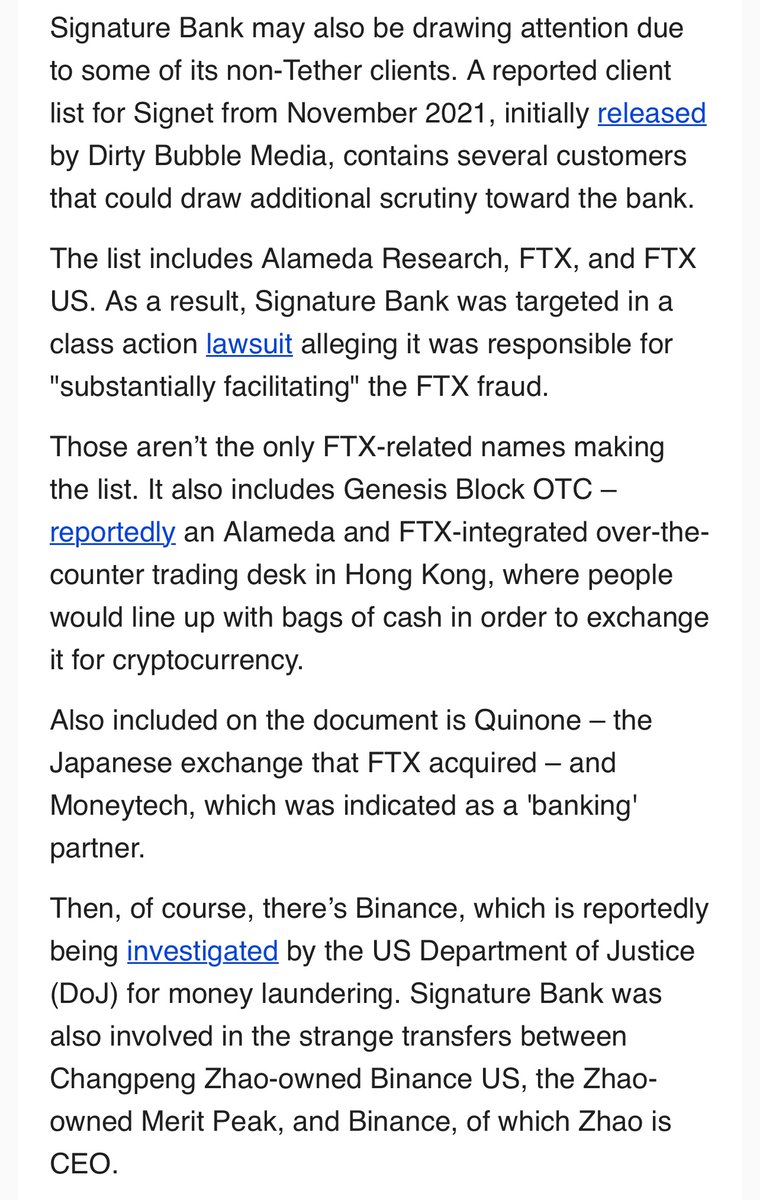 Signature Bank may also be drawing attention due
to some of its non-Tether clients. A reported client
list for Signet from November 2021, initially released
by Dirty Bubble Media, contains several customers
that could draw additional scrutiny toward the bank.
The list includes Alameda Research, FTX, and FTX
US. As a result, Signature Bank was targeted in a
class action lawsuit alleging it was responsible for
"substantially facilitating" the FTX fraud.
Those aren’t the only FTX-related names making
the list. It also includes Genesis Block OTC –
reportedly an Alameda and FTX-integrated over-the-
counter trading desk in Hong Kong, where people
would line up with bags of cash in order to exchange
it for cryptocurrency.
Also included on the document is Quinone – the
Japanese exchange that FTX acquired – and
Moneytech, which was indicated as a 'banking'
partner.
Then, of course, there’s Binance, which is reportedly
being investigated by the US Department of Justice
(DoJ) for money laundering. Signature Bank was
also involved in the strange transfers between
Changpeng Zhao-owned Binance US, the Zhao-
owned Merit Peak, and Binance, of which Zhao is
CEO.